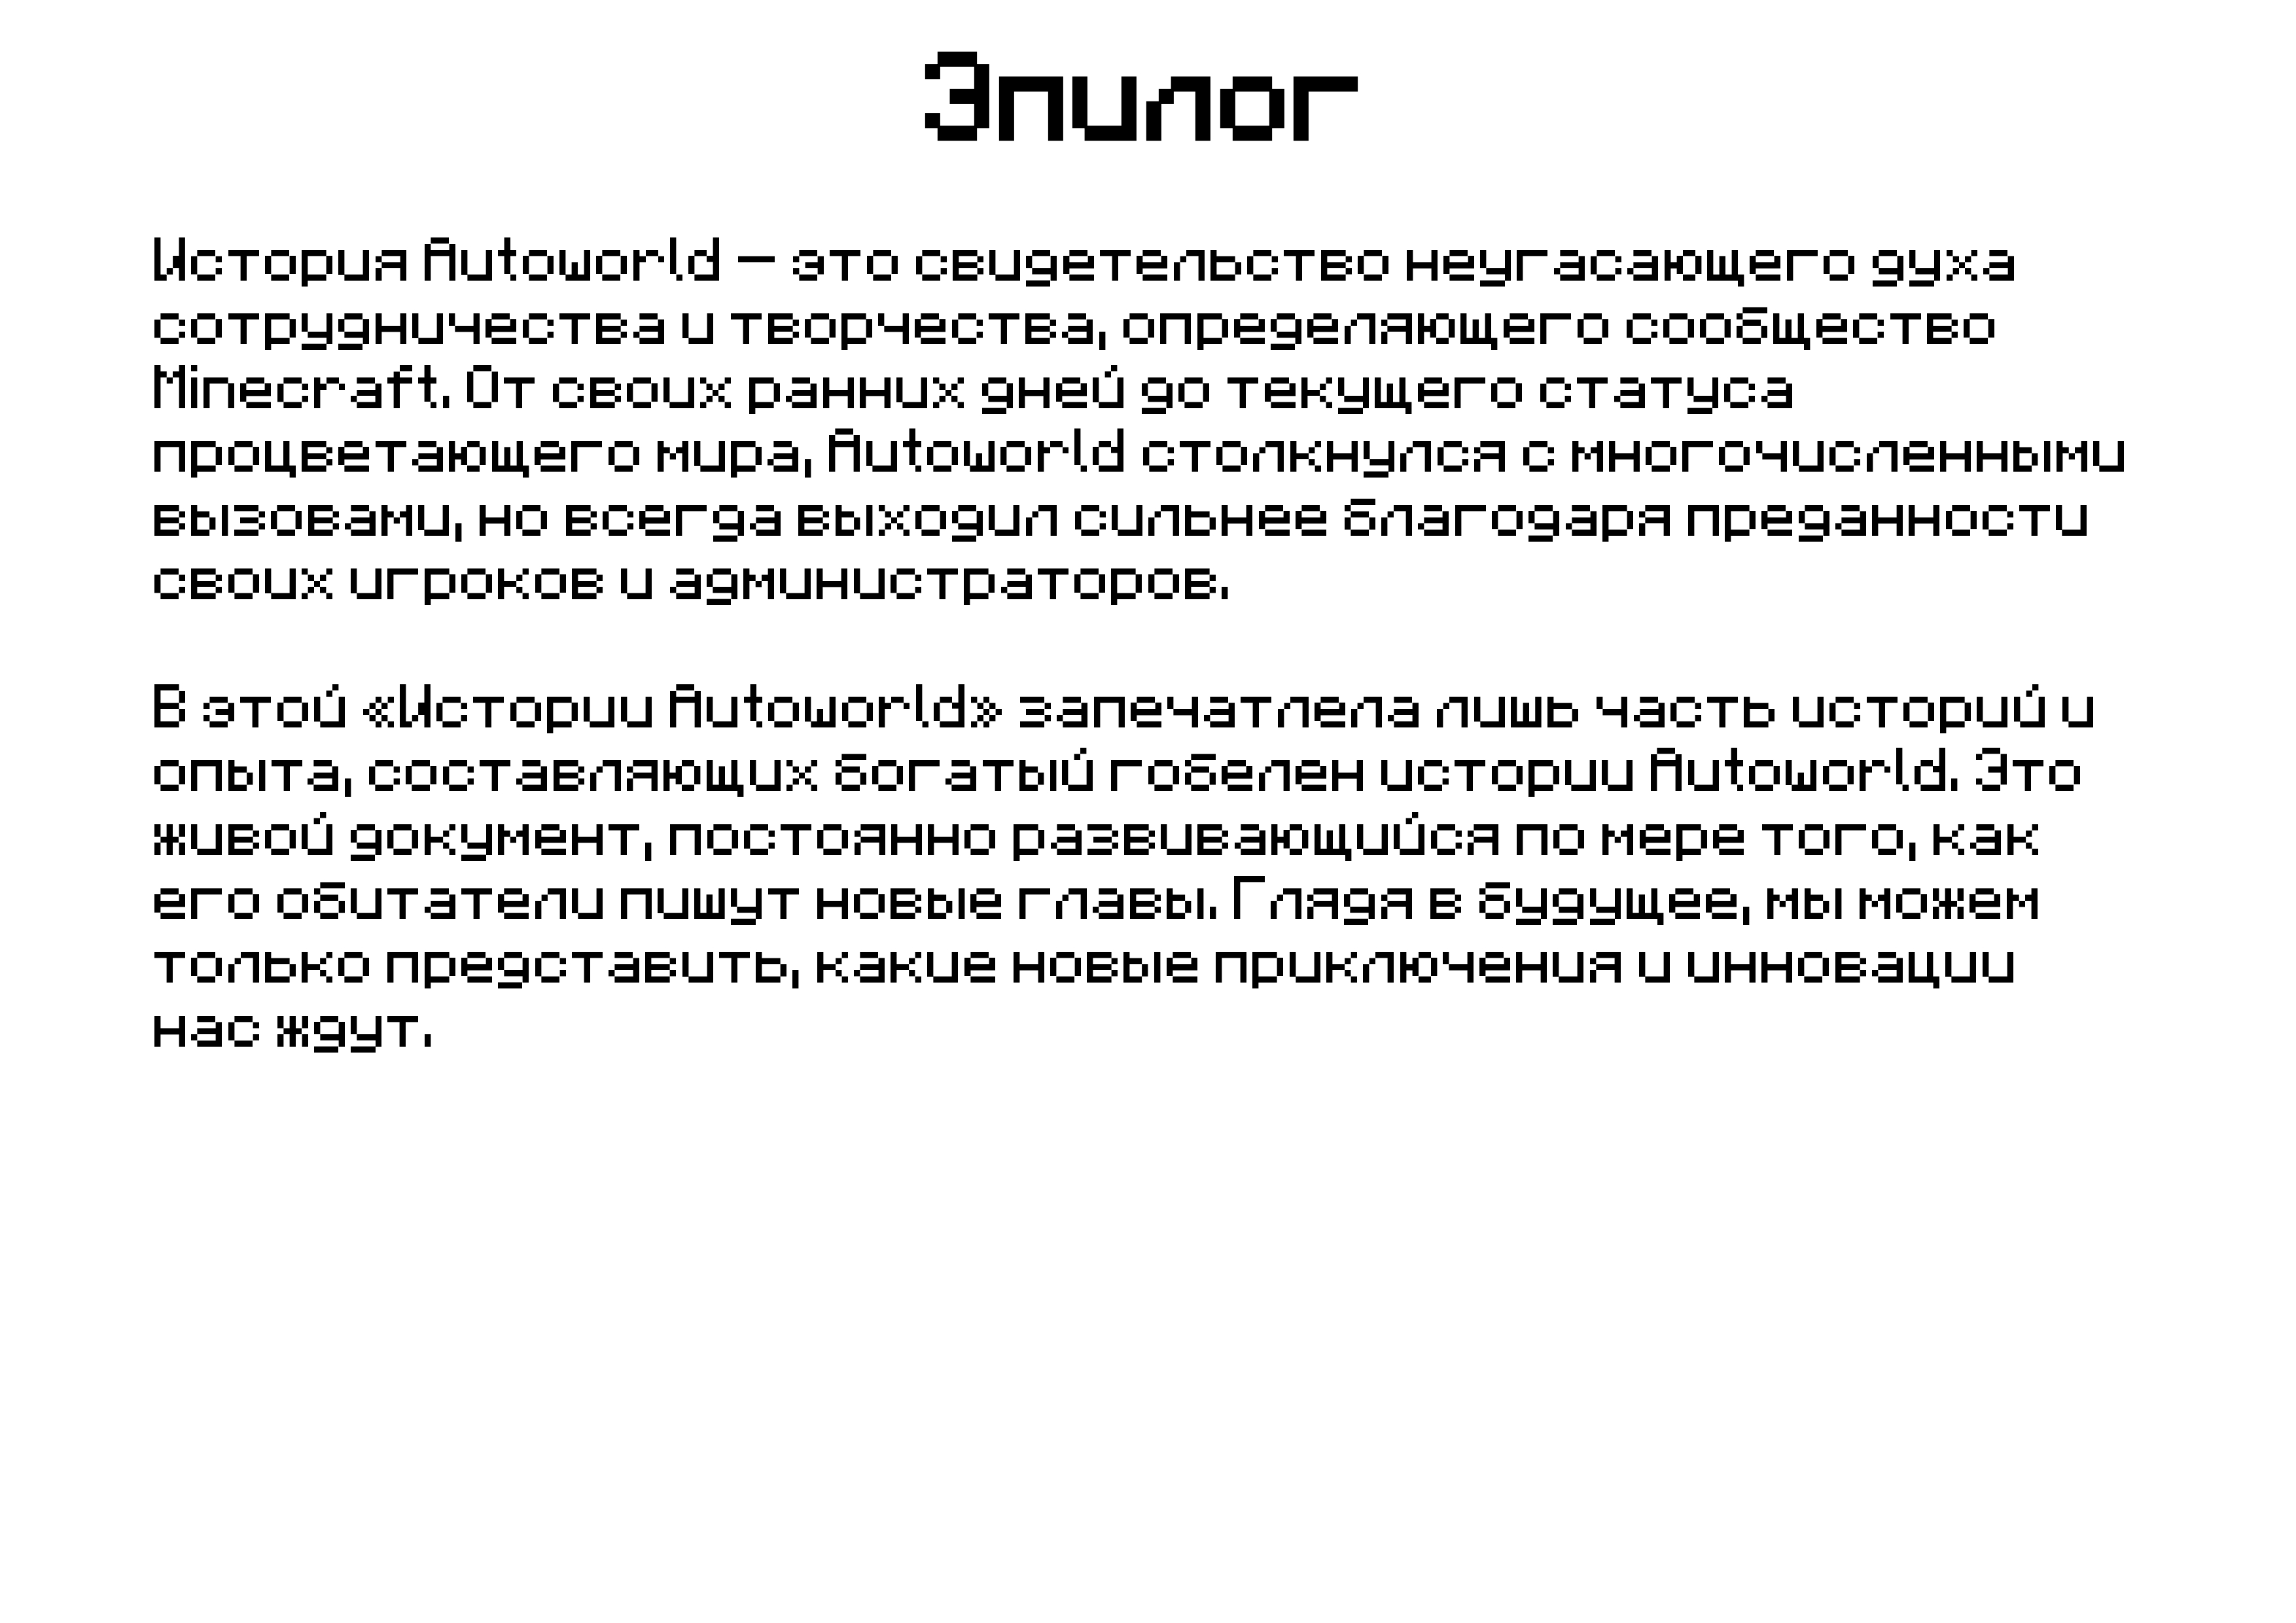 Эпилог
История Autoworld — это свидетельство неугасающего духа
сотрудничества и творчества, определяющего сообщество
Minecraft. От своих ранних дней до текущего статуса
процветающего мира, Autoworld столкнулся с многочисленными
вызовами, но всегда выходил сильнее благодаря преданности
своих игроков и администраторов.
В этой «Истории Autoworld» запечатлела лишь часть историй и
опыта, составляющих богатый гобелен истории Autoworld. Это
живой документ, постоянно развивающийся по мере того, как
его обитатели пишут новые главы. Глядя в будущее, мы можем
только представить, какие новые приключения и инновации
нас ждут.